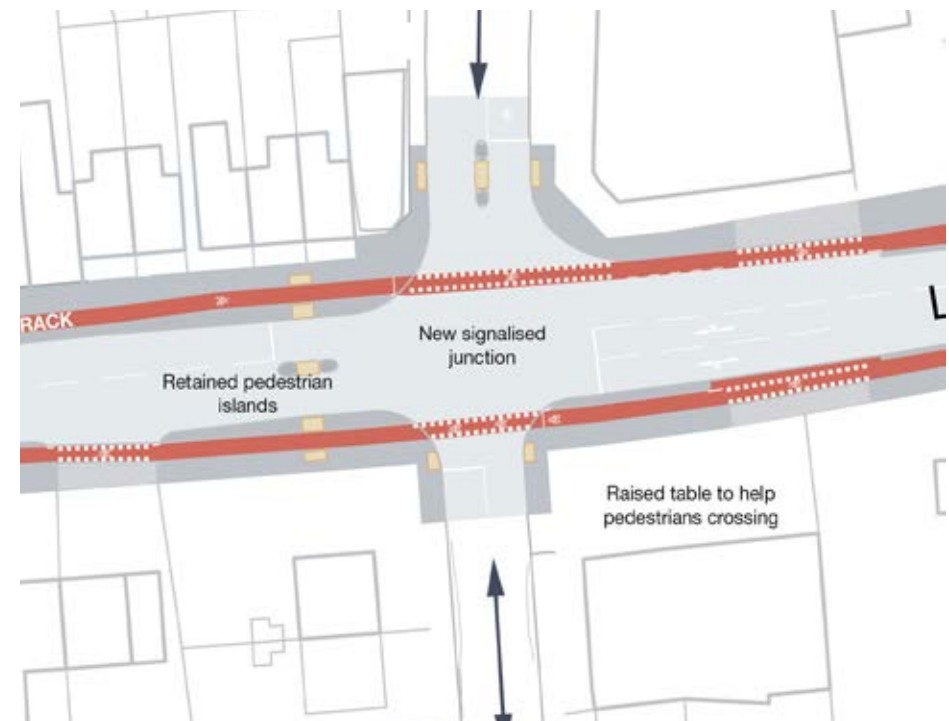 RACK
New signalised
junction
L
Retained pedestrian
islands
Raised table to help
pedestrians crossing